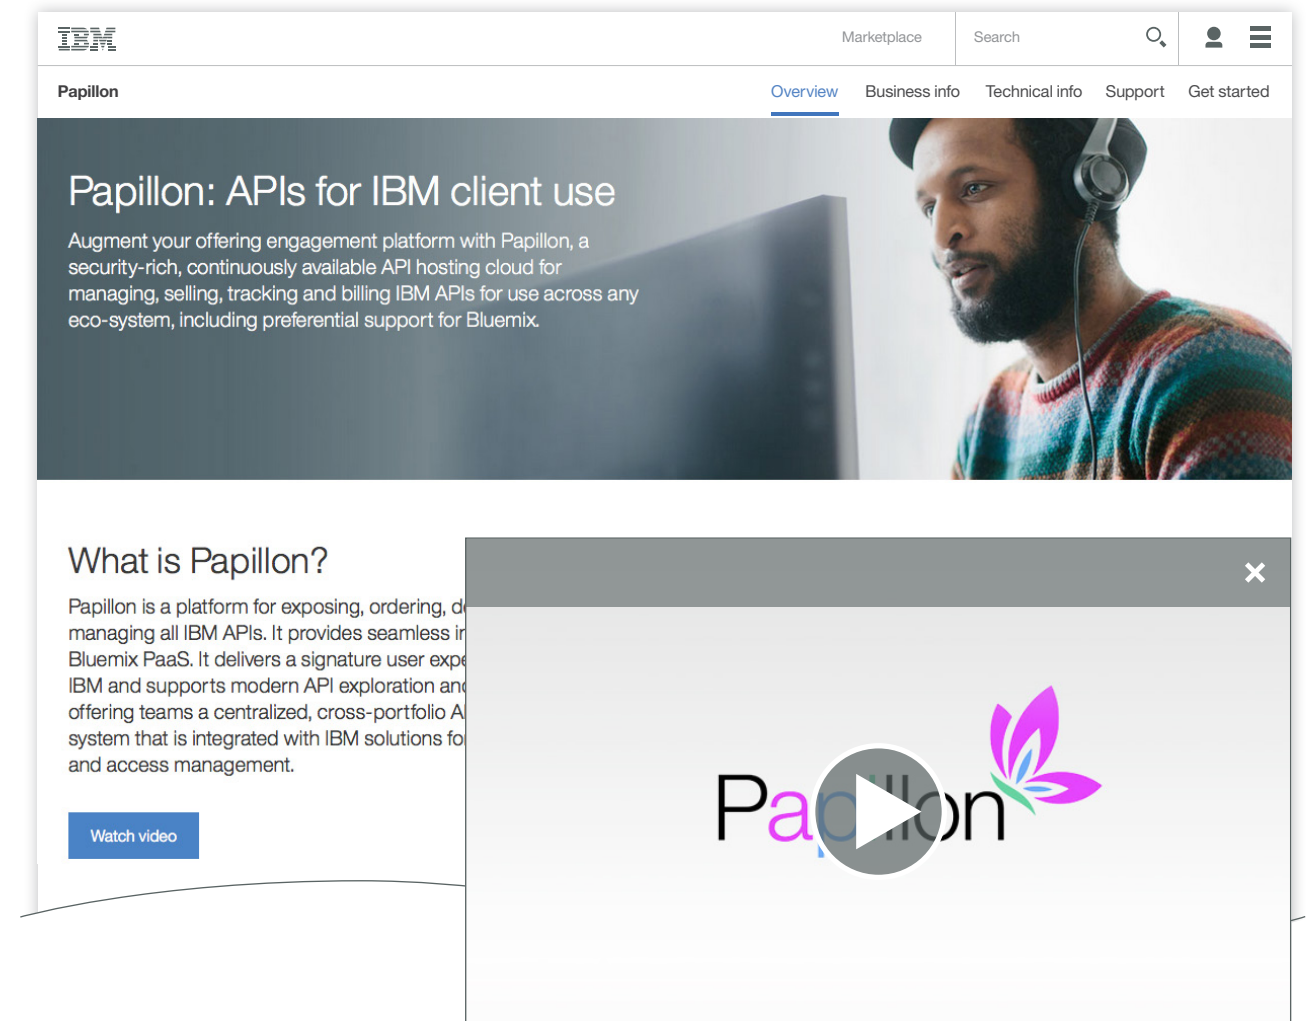 IBM
Marketplace
Search
Papillon
Overview
Business info
Technical info
Support
Get started
Papillon: APIs for IBM client use
Augment your offering engagement platform with Papillon, a
security-rich, continuously available API hosting cloud for
managing, selling, tracking and billing IBM APIs for use across any
eco-system, including preferential support for Bluemix.
What is Papillon?
Papillon is a platform for exposing, ordering,
managing all IBM APIs. It provides seamless
Bluemix PaaS. It delivers a signature user
IBM and supports modern API exploration
offering teams a centralized, cross-portfolio
system that is integrated with IBM solutions
and access management.
Watch video
Papillon